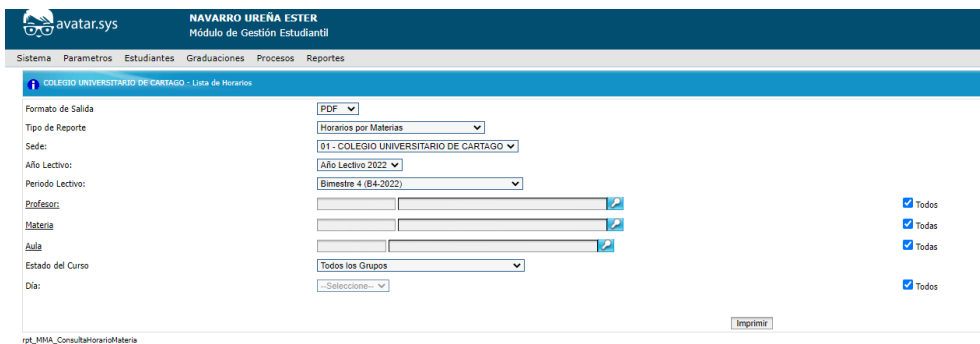 avatar.sys
NAVARRO UREÑA ESTER
Módulo de Gestión Estudiantil
Sistema Parametros Estudiantes Graduaciones Procesos Reportes
COLEGIO UNIVERSITARIO DE CARTAGO - Lista de Horarios
Formato de Salida PDF
Tipo de Reporte Horarios por Materias
Sede: 01 - COLEGIO UNIVERSITARIO DE CARTAGO
Año Lectivo: Año Lectivo 2022
Periodo Lectivo: Bimestre 4 (B4-2022)
Profesor: Todos
Materia Todas
Aula Todas
Estado del Curso Todos los Grupos
Día: --Seleccione-- Todos
Imprimir
rpt_MMA_ConsultaHorarioMateria